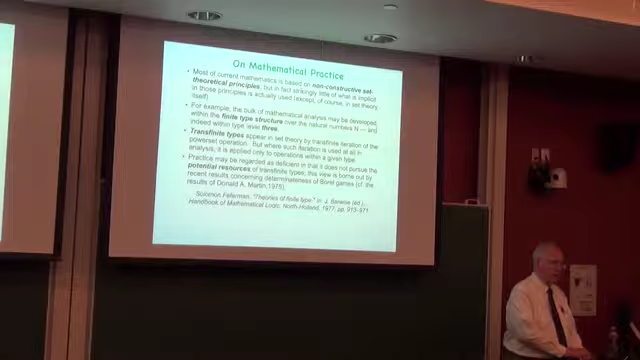 On Mathematical Practice
• Most of current mathematics is based on non-constructive set-
theoretical principles, but in fact strikingly little of what is implicit
in those principles is actually used (except, of course, in set theory
itself).
• For example, the bulk of mathematical analysis may be developed
within the finite type structure over the natural numbers N — and
indeed within type level three.
• Transfinite types appear in set theory by transfinite iteration of the
powerset operation. But where such iteration is used at all in
analysis, it is applied only to operations within a given type.
• Practice may be regarded as deficient in that it does not pursue the
potential resources of transfinite types; this view is borne out by
recent results concerning determinateness of Borel games (cf. the
results of Donald A. Martin, 1975).
Solomon Feferman, "Theories of finite type" in: J. Barwise (ed.),
Handbook of Mathematical Logic, North-Holland, 1977, pp. 913–971.